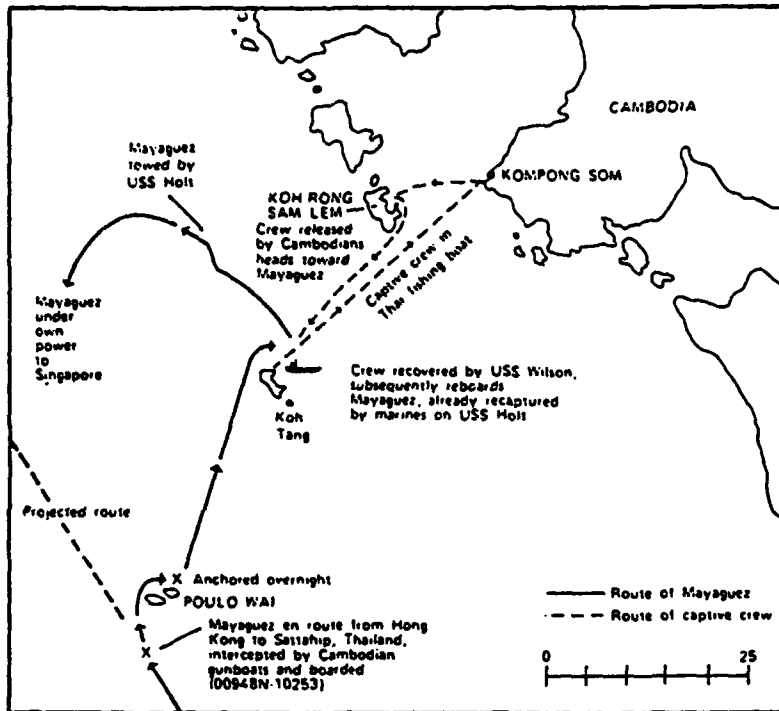 CAMBODIA
KOMPONG SOM
Mayaguez
towed by
USS Holt
KOH RONG
SAM LEM
Crew released
by Cambodians
heads toward
Mayaguez
Captive crew in
Thai fishing boat
Mayaguez
under
own
power
to
Singapore
Crew recovered by USS Wilson,
subsequently reboards
Mayaguez, already recaptured
by marines on USS Holt
Koh
Tang
Projected route
X Anchored overnight
POULO WAI
Mayaguez en route from Hong
Kong to Sattahip, Thailand,
intercepted by Cambodian
gunboats and boarded
(00948N-10253)
X
Route of Mayaguez
Route of captive crew
0 25